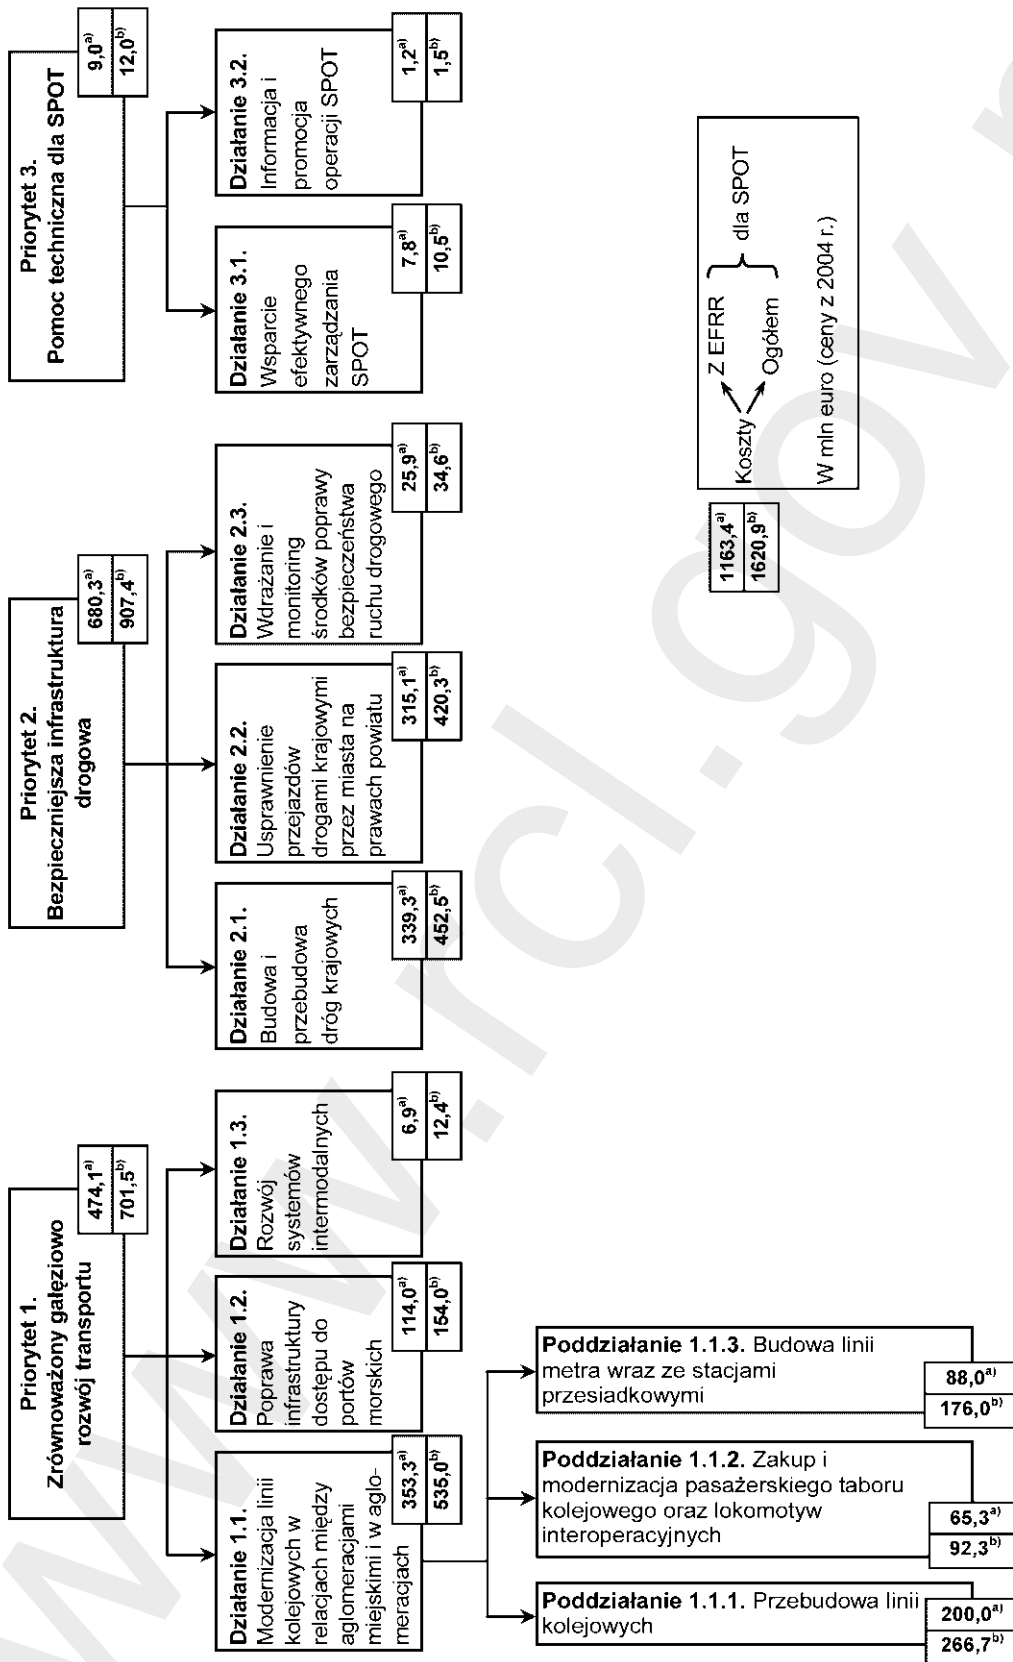 Priorytet 1.
Zrównoważony gałęziowo
rozwój transportu
474,1a)
701,5b)
Działanie 1.1.
Modernizacja linii
kolejowych w
relacjach między
aglomeracjami
miejskimi i w aglo-
meracjach
353,3a)
535,0b)
Działanie 1.2.
Poprawa
infrastruktury
dostępu do
portów
morskich
114,0a)
154,0b)
Działanie 1.3.
Rozwój
systemów
intermodalnych
6,9a)
12,4b)
Poddziałanie 1.1.1. Przebudowa linii
kolejowych
200,0a)
266,7b)
Poddziałanie 1.1.2. Zakup i
modernizacja pasażerskiego taboru
kolejowego oraz lokomotyw
interoperacyjnych
65,3a)
92,3b)
Poddziałanie 1.1.3. Budowa linii
metra wraz ze stacjami
przesiadkowymi
88,0a)
176,0b)
Priorytet 2.
Bezpieczniejsza infrastruktura
drogowa
680,3a)
907,4b)
Działanie 2.1.
Budowa i
przebudowa
dróg krajowych
339,3a)
452,5b)
Działanie 2.2.
Usprawnienie
przejazdów
drogami krajowymi
przez miasta na
prawach powiatu
315,1a)
420,3b)
Działanie 2.3.
Wdrażanie i
monitoring
środków poprawy
bezpieczeństwa
ruchu drogowego
25,9a)
34,6b)
Priorytet 3.
Pomoc techniczna dla SPOT
9,0a)
12,0b)
Działanie 3.1.
Wsparcie
efektywnego
zarządzania
SPOT
7,8a)
10,5b)
Działanie 3.2.
Informacja i
promocja
operacji SPOT
1,2a)
1,5b)
1163,4a)
1620,9b)
Koszty
Z EFRR
Ogółem
dla SPOT
W mln euro (ceny z 2004 r.)
www.rcl.gov